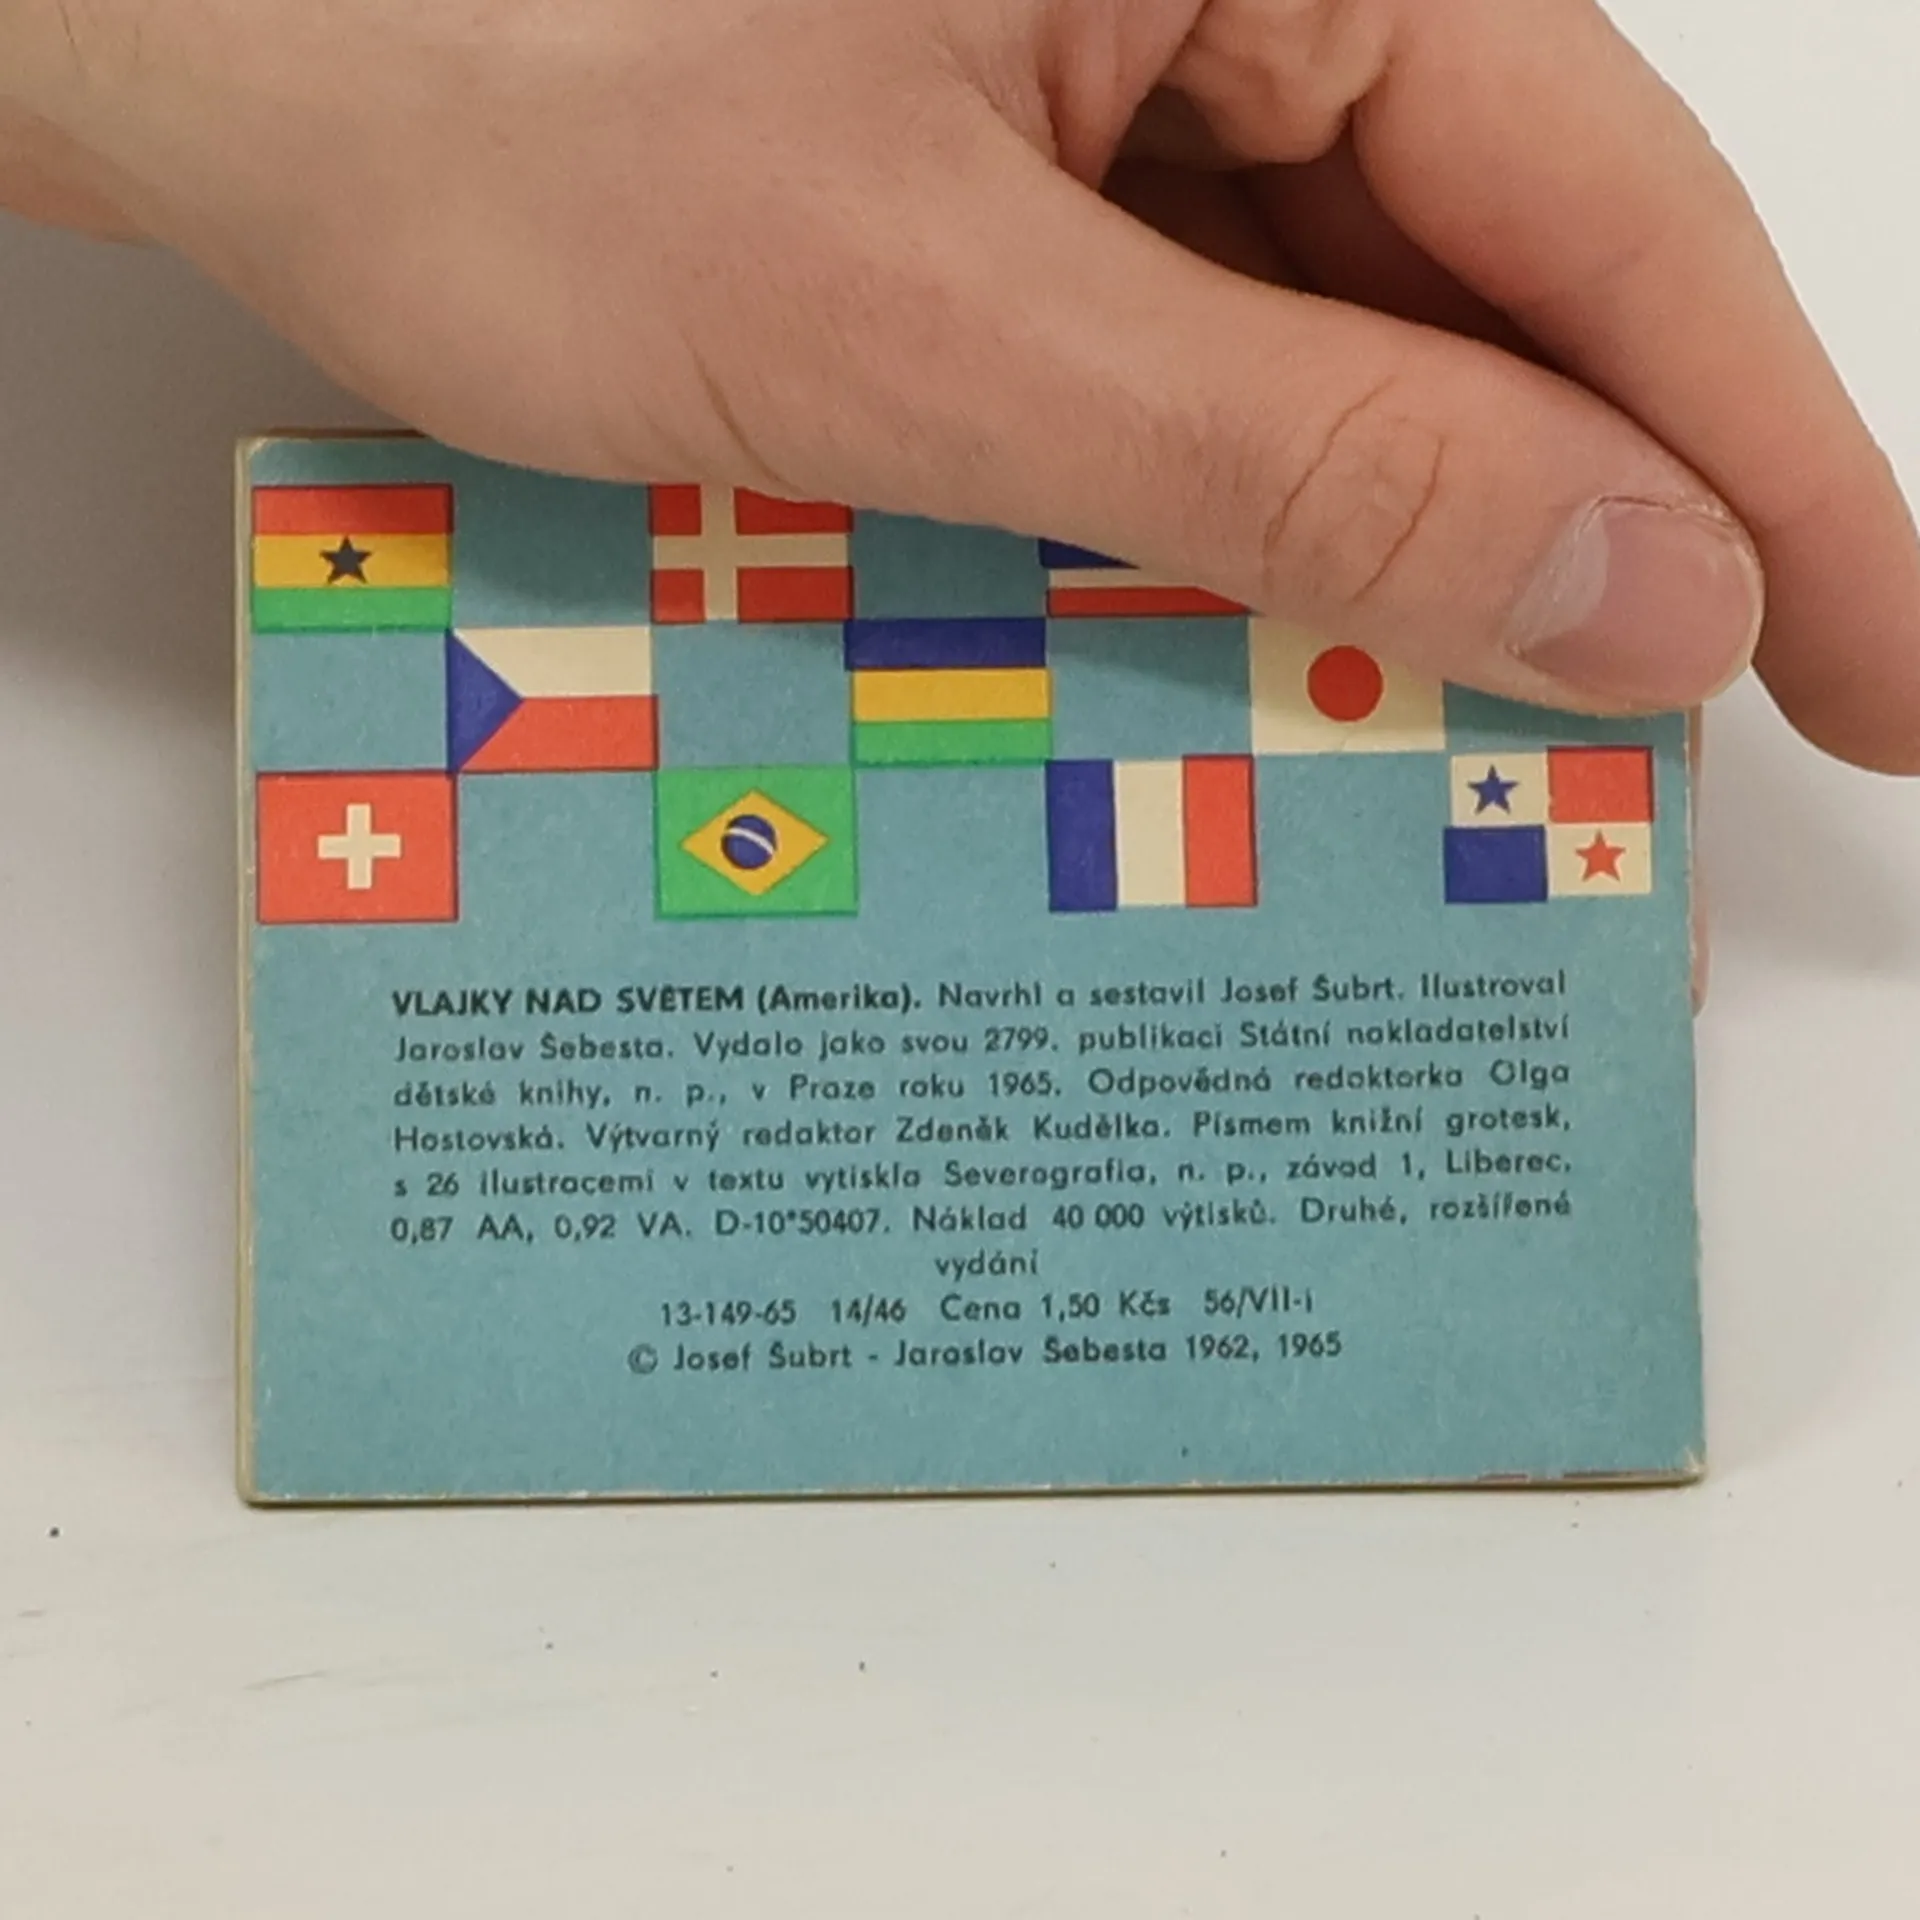 VLAJKY NAD SVĚTEM (Amerika). Navrhl a sestavil Josef Šubrt. Ilustroval
Jaroslav Šebesta. Vydalo jako svou 2799. publikaci Státní nakladatelství
dětské knihy, n. p., v Praze roku 1965. Odpovědná redaktorka Olga
Hostovská. Výtvarný redaktor Zdeněk Kudělka. Písmem knižní grotesk,
s 26 ilustracemi v textu vytiskla Severografia, n. p., závod 1, Liberec.
0,87 AA, 0,92 VA. D-10*50407. Náklad 40 000 výtisků. Druhé, rozšířené
vydání
13-149-65 14/46 Cena 1,50 Kčs 56/VII-i
© Josef Šubrt - Jaroslav Šebesta 1962, 1965